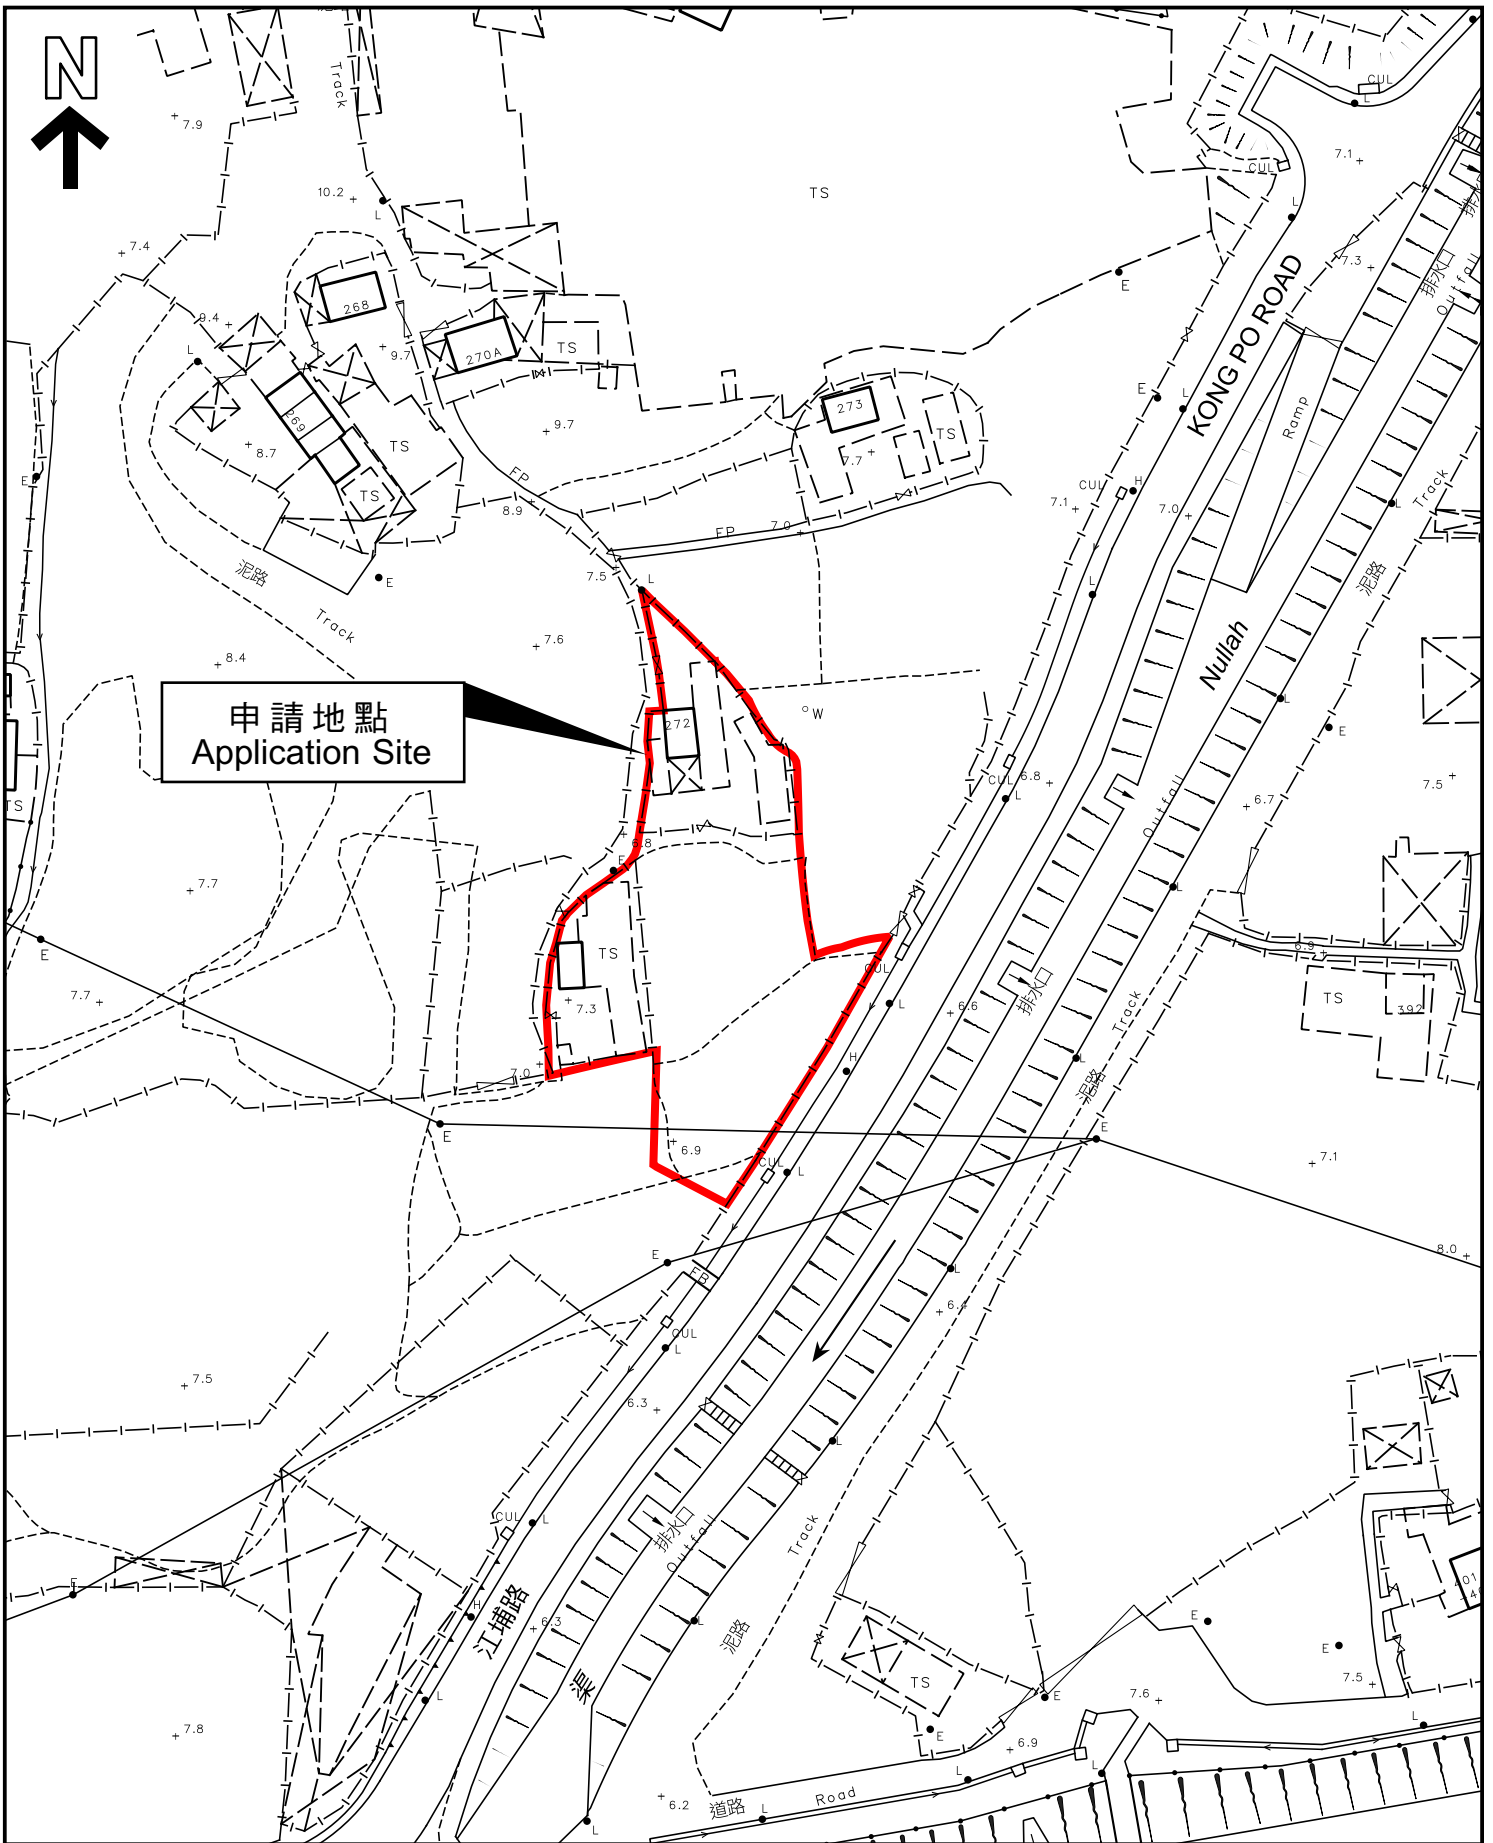 N
CUL
L
Track
7.9
7.1
CUL
10.2
L
TS
L
排水口
Outfall
7.4
7.3
E
268
9.4
L
9.7
270A
TS
KONG PO ROAD
E
L
Ramp
273
TS
269
8.7
TS
9.7
7.7
TS
E
FP
8.9
FP
7.0
7.1
CUL
H
7.0
L
Track
泥路
E
7.5
L
L
泥路
Track
7.6
8.4
Nullah
申請地點
Application Site
272
W
L
E
CUL
6.8
L
7.5
TS
6.7
Outfall
6.8
E
7.7
L
E
TS
CUL
6.9
7.7
7.3
L
6.6
排水口
Track
TS
392
7.0
H
L
泥路
E
E
6.9
CUL
L
7.1
E
FB
8.0
L
6.4
CUL
L
7.5
6.3
L
CUL
L
排水口
Outfall
Track
E
H
江埔路
6.3
L
泥路
E
E
401
渠
TS
7.5
L
7.6
E
7.8
E
6.9
L
L
L
6.2
道路
L
Road
L